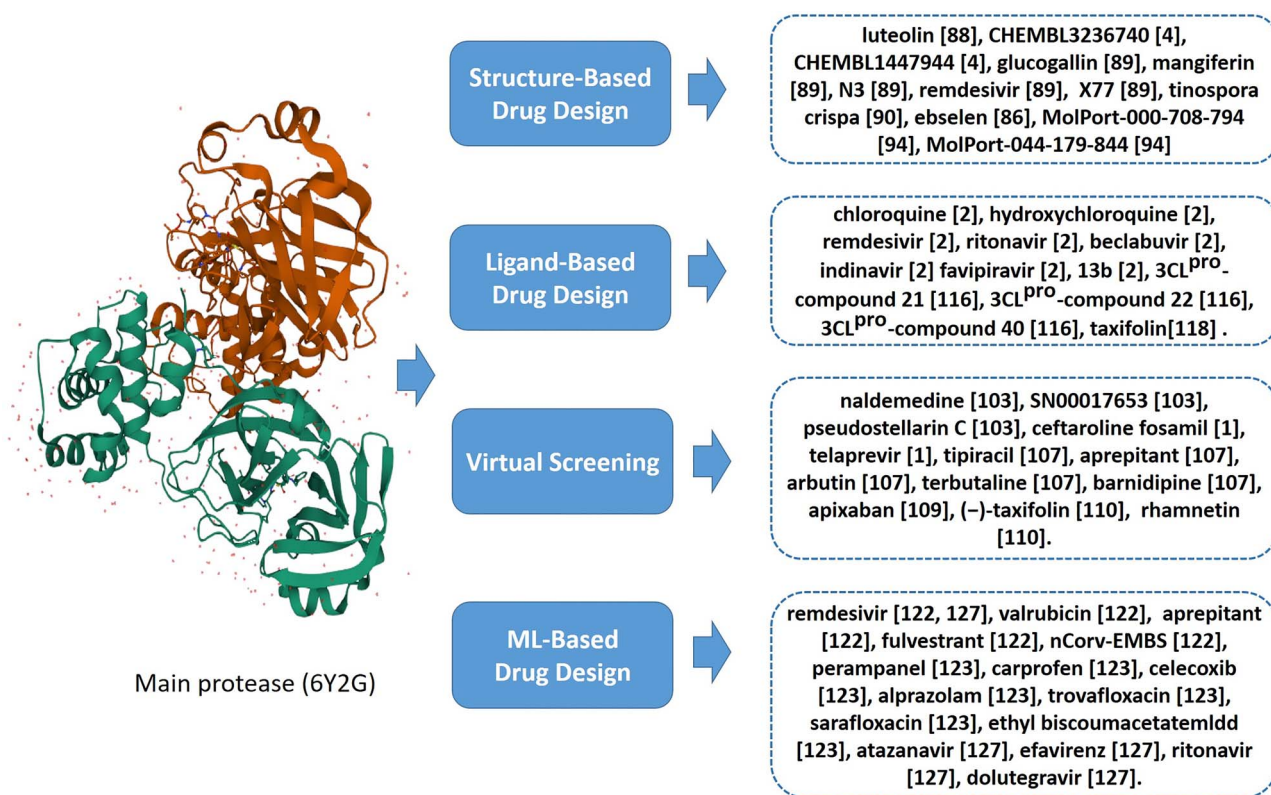 Structure-Based
Drug Design
luteolin [88], CHEMBL3236740 [4],
CHEMBL1447944 [4], glucogallin [89], mangiferin
[89], N3 [89], remdesivir [89], X77 [89], tinospora
crispa [90], ebselen [86], MolPort-000-708-794
[94], MolPort-044-179-844 [94]
Ligand-Based
Drug Design
chloroquine [2], hydroxychloroquine [2],
remdesivir [2], ritonavir [2], beclabuvir [2],
indinavir [2] favipiravir [2], 13b [2], 3CLpro-
compound 21 [116], 3CLpro-compound 22 [116],
3CLpro-compound 40 [116], taxifolin[118] .
Virtual Screening
naldemedine [103], SN00017653 [103],
pseudostellarin C [103], ceftaroline fosamil [1],
telaprevir [1], tipiracil [107], aprepitant [107],
arbutin [107], terbutaline [107], barnidipine [107],
apixaban [109], (−)-taxifolin [110], rhamnetin
[110].
ML-Based
Drug Design
remdesivir [122, 127], valrubicin [122], aprepitant
[122], fulvestrant [122], nCorv-EMBS [122],
perampanel [123], carprofen [123], celecoxib
[123], alprazolam [123], trovafloxacin [123],
sarafloxacin [123], ethyl biscoumacetatemIdd
[123], atazanavir [127], efavirenz [127], ritonavir
[127], dolutegravir [127].
Main protease (6Y2G)